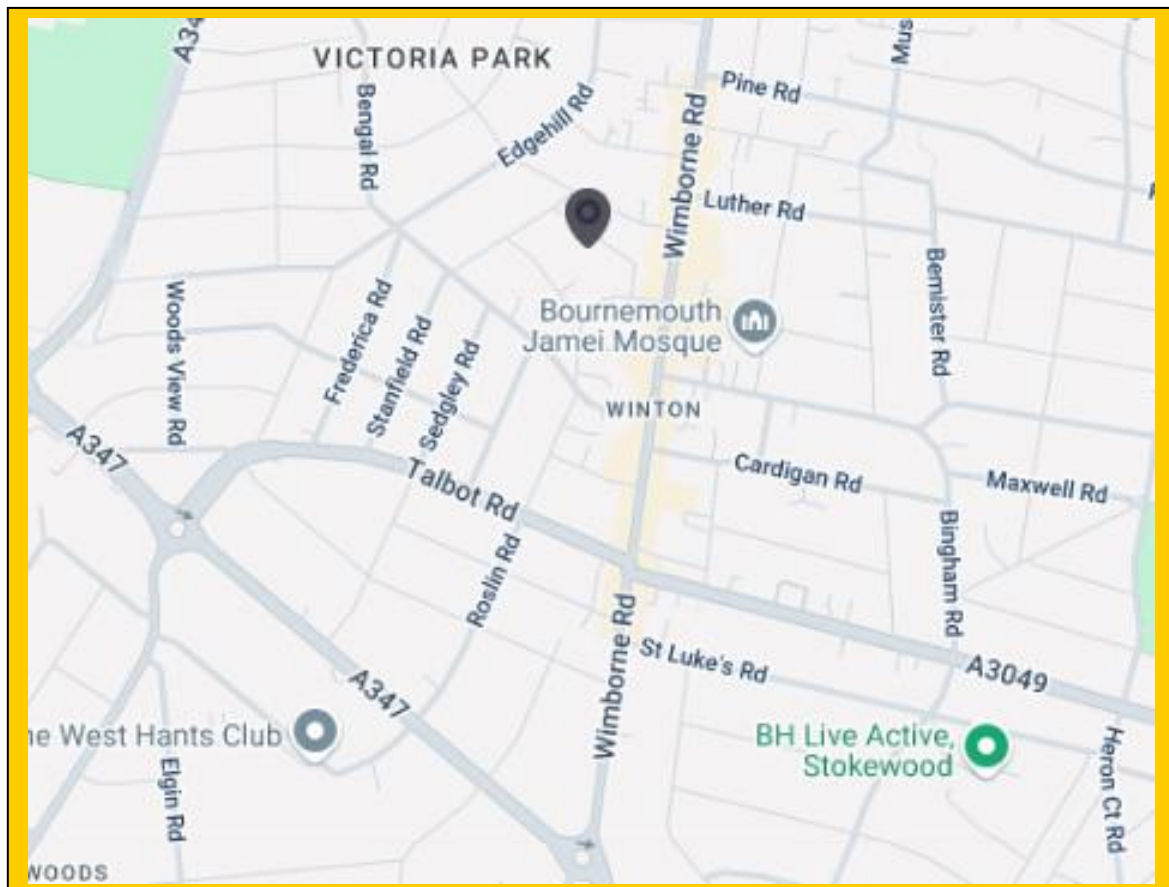 A34
VICTORIA PARK
Mus
Pine Rd
Bengal Rd
Edgehill Rd
Wimborne Rd
Luther Rd
Bemister Rd
Woods View Rd
Frederica Rd
Stanfield Rd
Sedgley Rd
Bournemouth
Jamei Mosque
WINTON
A347
Talbot Rd
Cardigan Rd
Maxwell Rd
Roslin Rd
Bingham Rd
Wimborne Rd
St Luke's Rd
A3049
A347
ne West Hants Club
Elgin Rd
BH Live Active,
Stokewood
Heron Ct Rd
WOODS